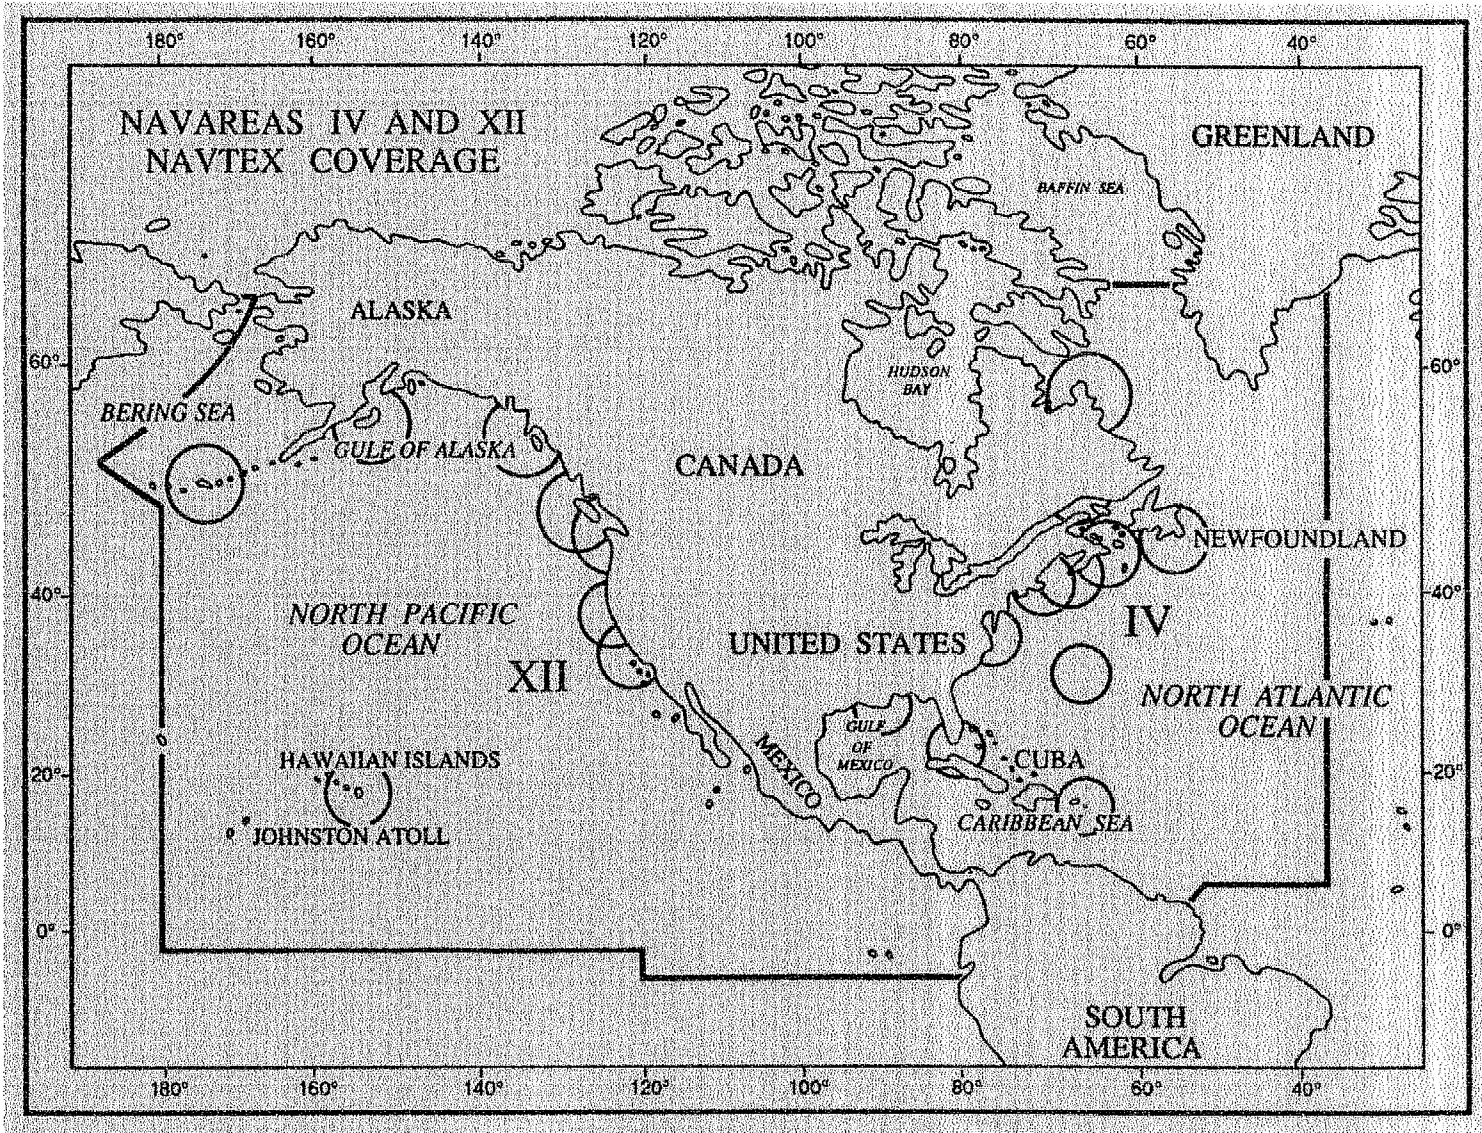 180° 160° 140° 120° 100° 80° 60° 40°
NAVAREAS IV AND XII
NAVTEX COVERAGE
GREENLAND
BAFFIN SEA
ALASKA
60° 60°
HUDSON
BAY
BERING SEA
GULF OF ALASKA
CANADA
NEWFOUNDLAND
40° 40°
NORTH PACIFIC
OCEAN
IV
UNITED STATES
XII
NORTH ATLANTIC
OCEAN
GULF
OF
MEXICO
MEXICO
HAWAIIAN ISLANDS
CUBA
20° 20°
CARIBBEAN SEA
JOHNSTON ATOLL
0° 0°
SOUTH
AMERICA
180° 160° 140° 120° 100° 80° 60° 40°